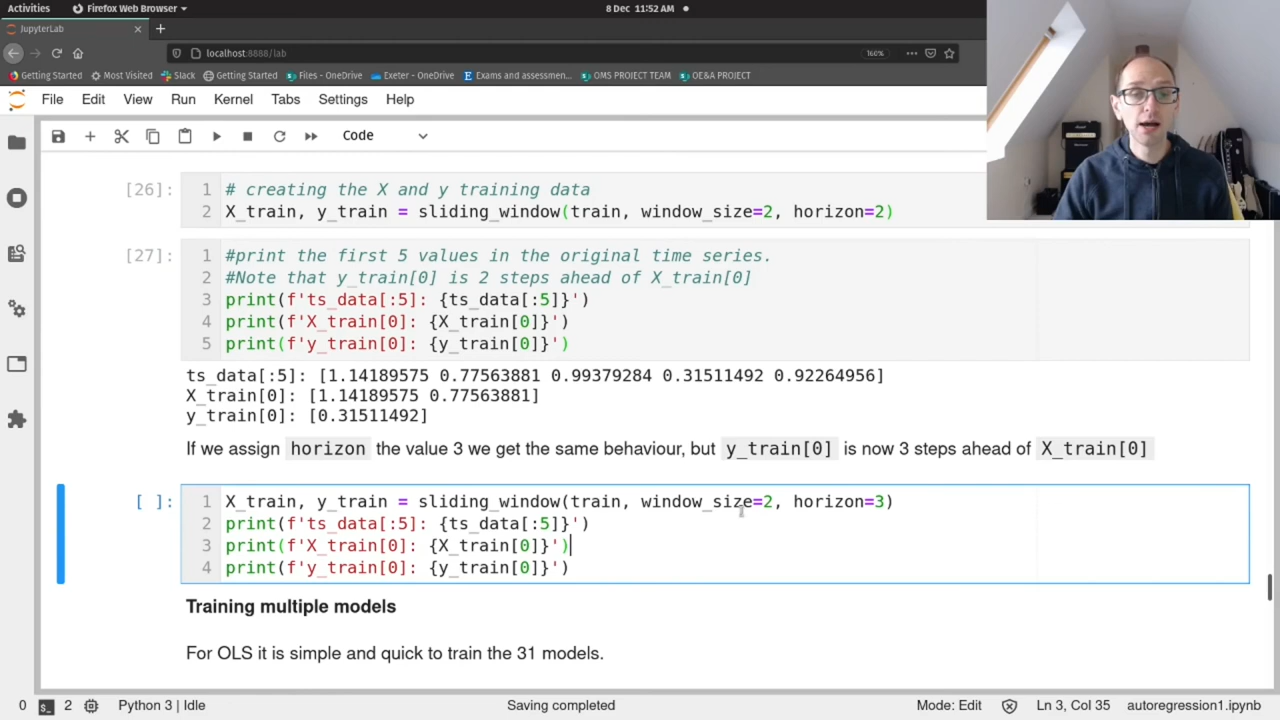 Activities
Firefox Web Browser
8 Dec 11:52 AM
JupyterLab
localhost:8888/lab
160%
Getting Started
Most Visited
Slack
Getting Started
Files - OneDrive
Exeter - OneDrive
Exams and assessmen...
OMS PROJECT TEAM
OE&A PROJECT
File Edit View Run Kernel Tabs Settings Help
Code
[26]:
1 # creating the X and y training data
2 X_train, y_train = sliding_window(train, window_size=2, horizon=2)
[27]:
1 #print the first 5 values in the original time series.
2 #Note that y_train[0] is 2 steps ahead of X_train[0]
3 print(f'ts_data[:5]: {ts_data[:5]}')
4 print(f'X_train[0]: {X_train[0]}')
5 print(f'y_train[0]: {y_train[0]}')
ts_data[:5]: [1.14189575 0.77563881 0.99379284 0.31511492 0.92264956]
X_train[0]: [1.14189575 0.77563881]
y_train[0]: [0.31511492]
If we assign horizon the value 3 we get the same behaviour, but y_train[0] is now 3 steps ahead of X_train[0]
[ ]:
1 X_train, y_train = sliding_window(train, window_size=2, horizon=3)
2 print(f'ts_data[:5]: {ts_data[:5]}')
3 print(f'X_train[0]: {X_train[0]}')
4 print(f'y_train[0]: {y_train[0]}')
Training multiple models
For OLS it is simple and quick to train the 31 models.
0
2
Python 3 | Idle
Saving completed
Mode: Edit
Ln 3, Col 35
autoregression1.ipynb